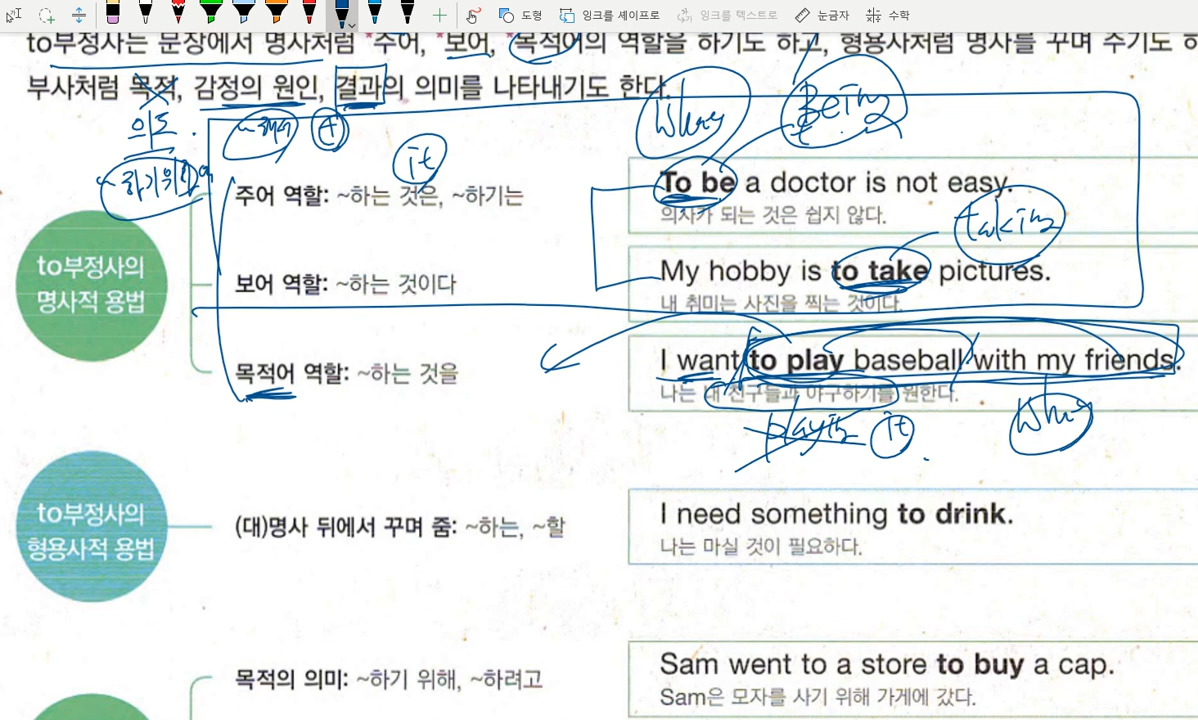 도형 잉크를 셰이프로 잉크를 텍스트로 눈금자 수학
to부정사는 문장에서 명사처럼 *주어, *보어, *목적어의 역할을 하기도 하고, 형용사처럼 명사를 꾸며 주기도 하
부사처럼 목적, 감정의 원인, 결과의 의미를 나타내기도 한다.
의도.
~하기위해
it
Being
to부정사의
명사적 용법
주어 역할: ~하는 것은, ~하기는
To be a doctor is not easy.
의사가 되는 것은 쉽지 않다.
taking
보어 역할: ~하는 것이다
My hobby is to take pictures.
내 취미는 사진을 찍는 것이다.
목적어 역할: ~하는 것을
I want to play baseball with my friends.
나는 내 친구들과 야구하기를 원한다.
playing it
to부정사의
형용사적 용법
(대)명사 뒤에서 꾸며 줌: ~하는, ~할
I need something to drink.
나는 마실 것이 필요하다.
목적의 의미: ~하기 위해, ~하려고
Sam went to a store to buy a cap.
Sam은 모자를 사기 위해 가게에 갔다.